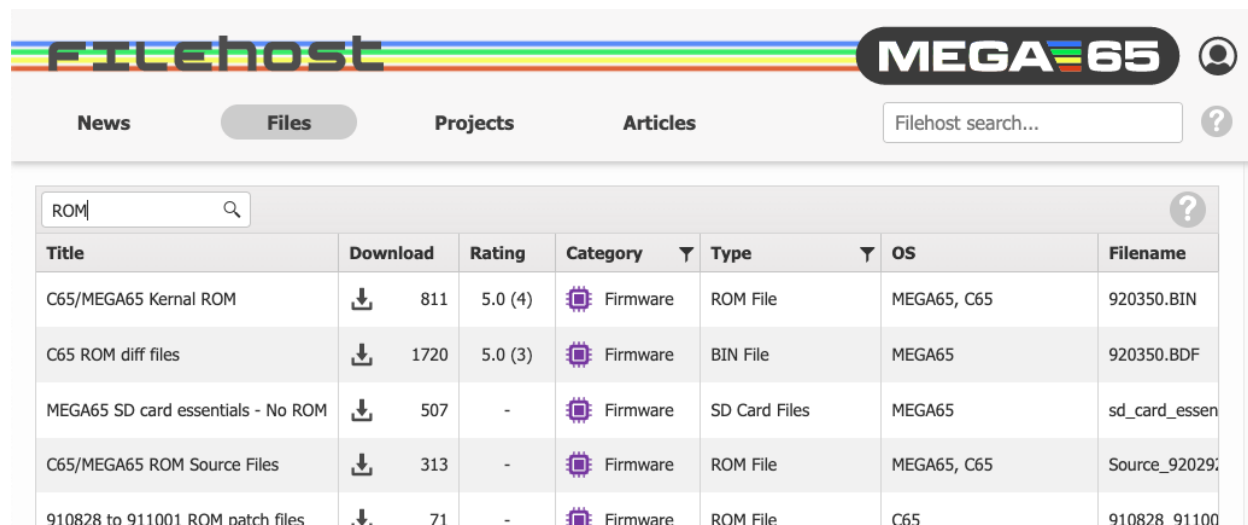 FILEhost
MEGA65
News Files Projects Articles Filehost search... ?
ROM ?
Title Download Rating Category Type OS Filename
C65/MEGA65 Kernal ROM 811 5.0 (4) Firmware ROM File MEGA65, C65 920350.BIN
C65 ROM diff files 1720 5.0 (3) Firmware BIN File MEGA65 920350.BDF
MEGA65 SD card essentials - No ROM 507 - Firmware SD Card Files MEGA65 sd_card_essen
C65/MEGA65 ROM Source Files 313 - Firmware ROM File MEGA65, C65 Source_920292
910828 to 911001 ROM patch files 71 - Firmware ROM File C65 910828_91100